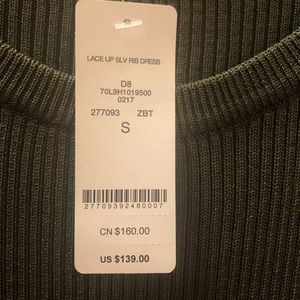 LACE UP SLV RIB DRESS
D8
70L9H1019500
0217
277093 ZBT
S
27709392480007
CN $160.00
US $139.00